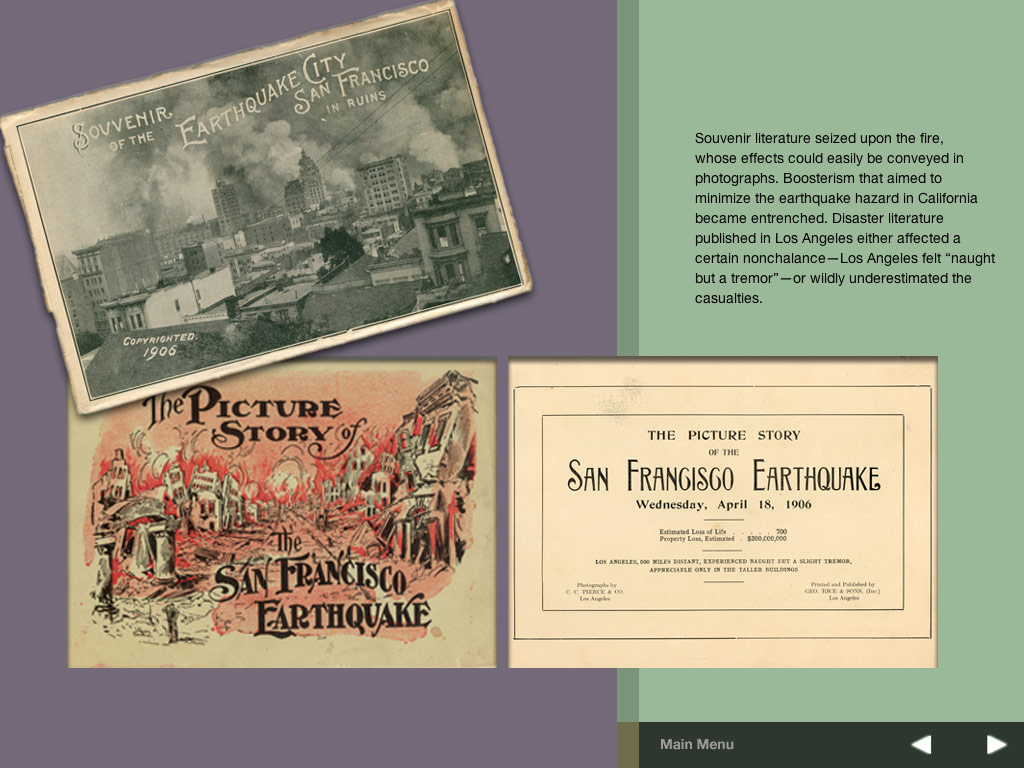 SOUVENIR
OF THE
EARTHQUAKE CITY
SAN FRANCISCO
IN RUINS
COPYRIGHTED.
1906
Souvenir literature seized upon the fire,
whose effects could easily be conveyed in
photographs. Boosterism that aimed to
minimize the earthquake hazard in California
became entrenched. Disaster literature
published in Los Angeles either affected a
certain nonchalance—Los Angeles felt “naught
but a tremor”—or wildly underestimated the
casualties.
The PICTURE
STORY of
The
SAN FRANCISCO
EARTHQUAKE
THE PICTURE STORY
OF THE
SAN FRANCISCO EARTHQUAKE
Wednesday, April 18, 1906
Estimated Loss of Life . . . . . . 700
Property Loss, Estimated . $300,000,000
LOS ANGELES, 500 MILES DISTANT, EXPERIENCED NAUGHT BUT A SLIGHT TREMOR,
APPRECIABLE ONLY IN THE TALLER BUILDINGS
Photographs by
C. C. PIERCE & CO.
Los Angeles
Printed and Published by
GEO. RICE & SONS, (Inc.)
Los Angeles
Main Menu